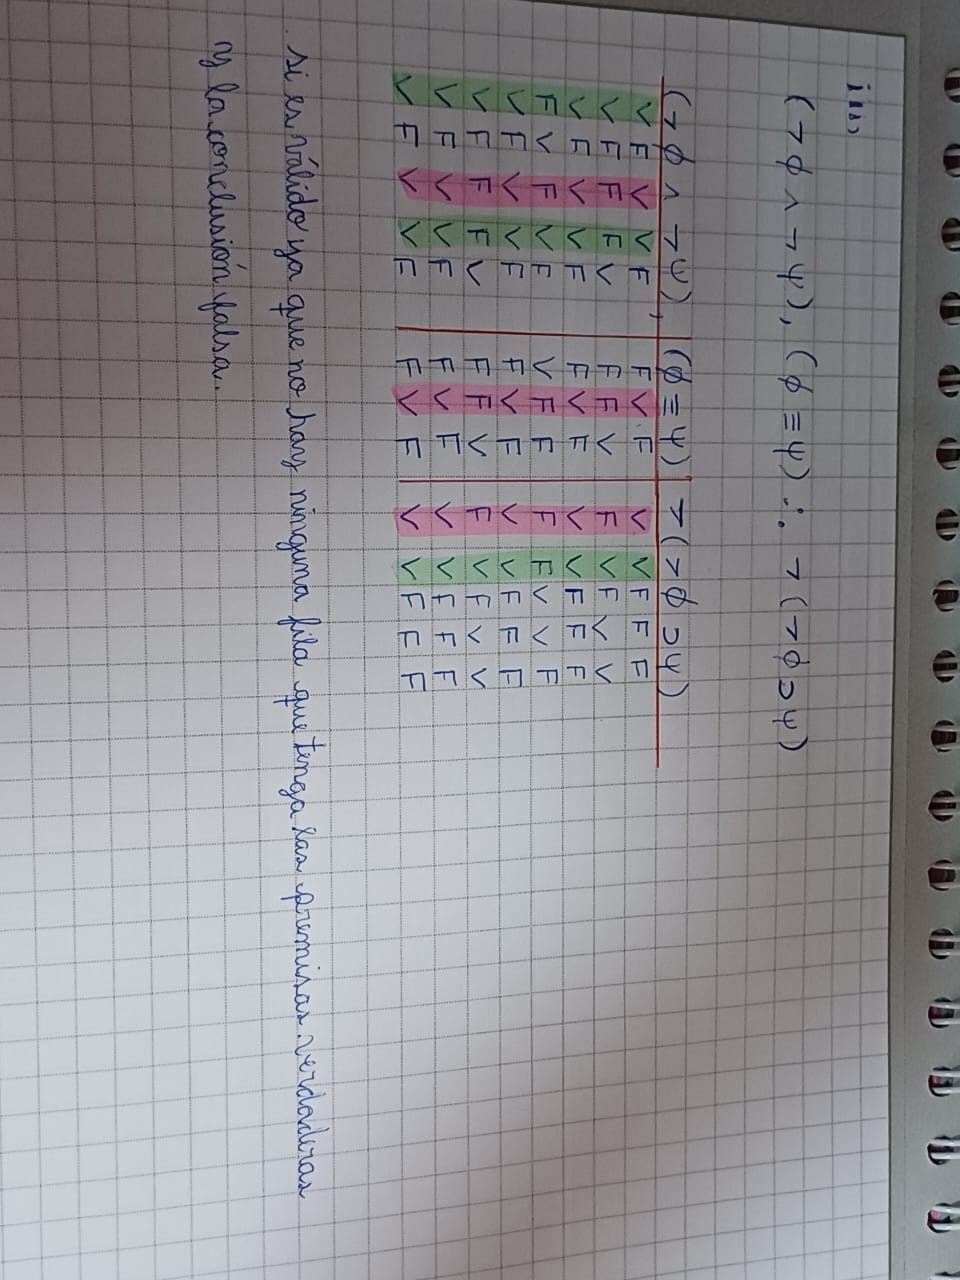 iii)
(¬ φ ∧ ¬ ψ), (φ ≡ ψ) ∴ ¬ (¬ φ ⊃ ψ)
(¬ φ ∧ ¬ ψ), (φ ≡ ψ) ¬ (¬ φ ⊃ ψ)
V F V V F F V F V V F F F
V F F F V F F V F V F V V
V F V V F F V F V V F F F
F V F V F V F F F F V V F
V F V V F F V F V V F F F
V F F F V F F V F V F V V
V F V V F F V F V V F F F
V F V V F F V F V V F F F
si es válido ya que no hay ninguna fila que tenga las premisas verdaderas
y la conclusión falsa.